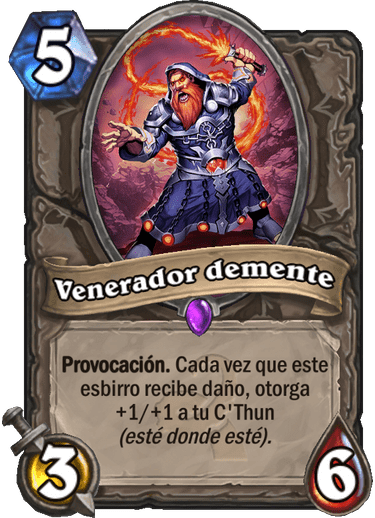 5
Venerador demente
Provocación. Cada vez que este
esbirro recibe daño, otorga
+1/+1 a tu C'Thun
(esté donde esté).
3
6